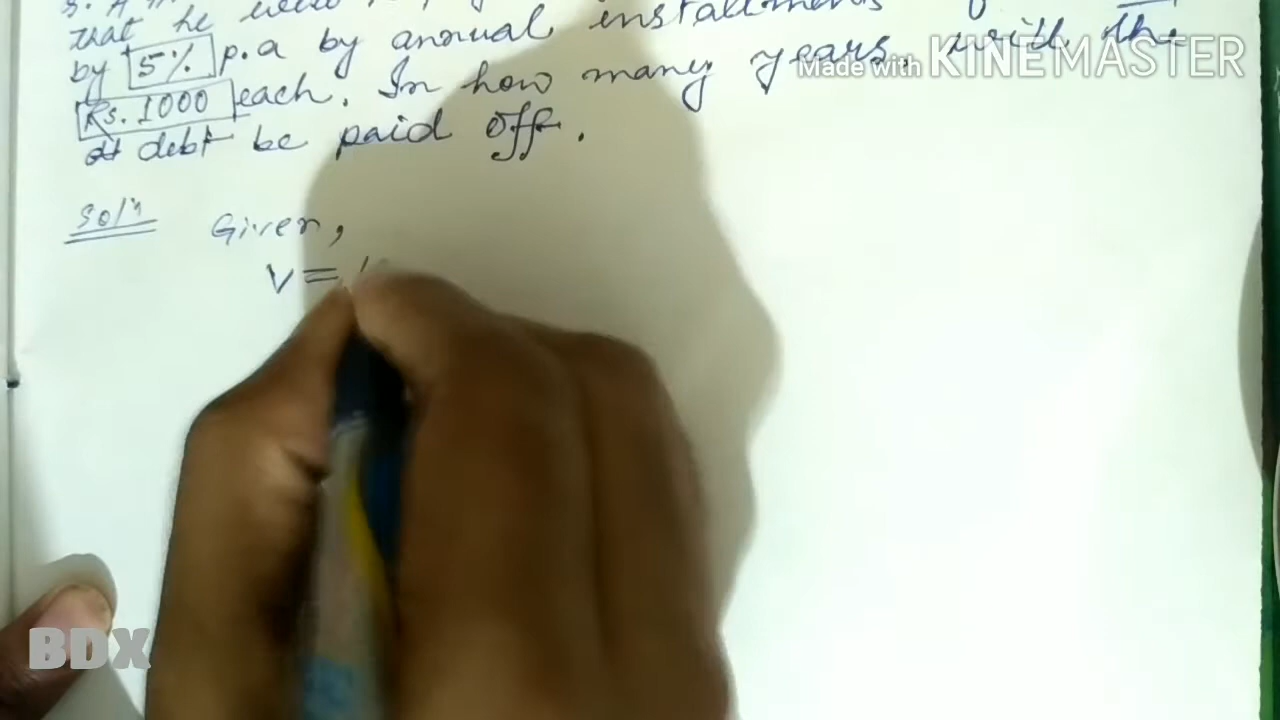 that he
by 5% p.a by annual installments
Rs. 1000 each. In how many years, will the
debt be paid off.
Made with KINEMASTER
Solⁿ Given,
V =
BDX